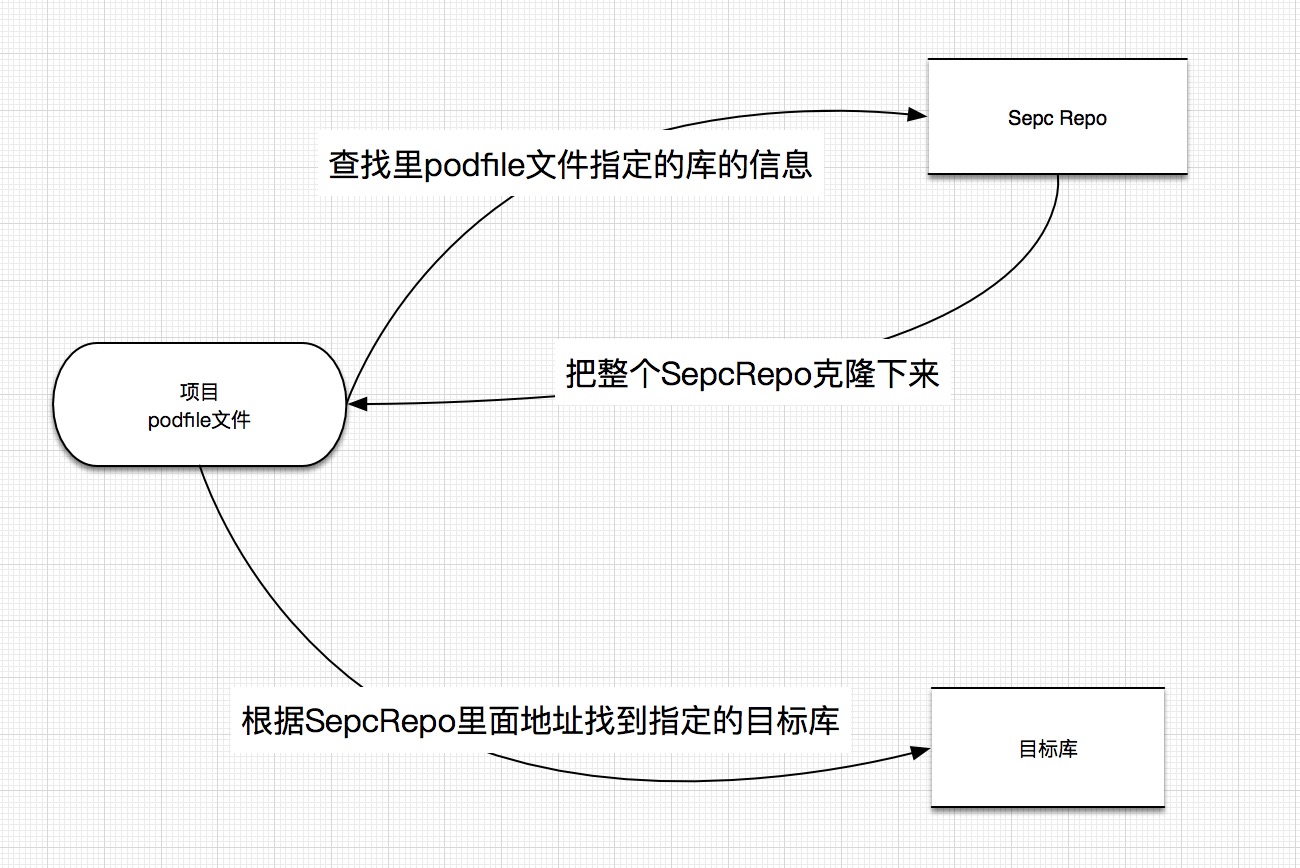 Sepc Repo
查找里podfile文件指定的库的信息
把整个SepcRepo克隆下来
项目
podfile文件
根据SepcRepo里面地址找到指定的目标库
目标库